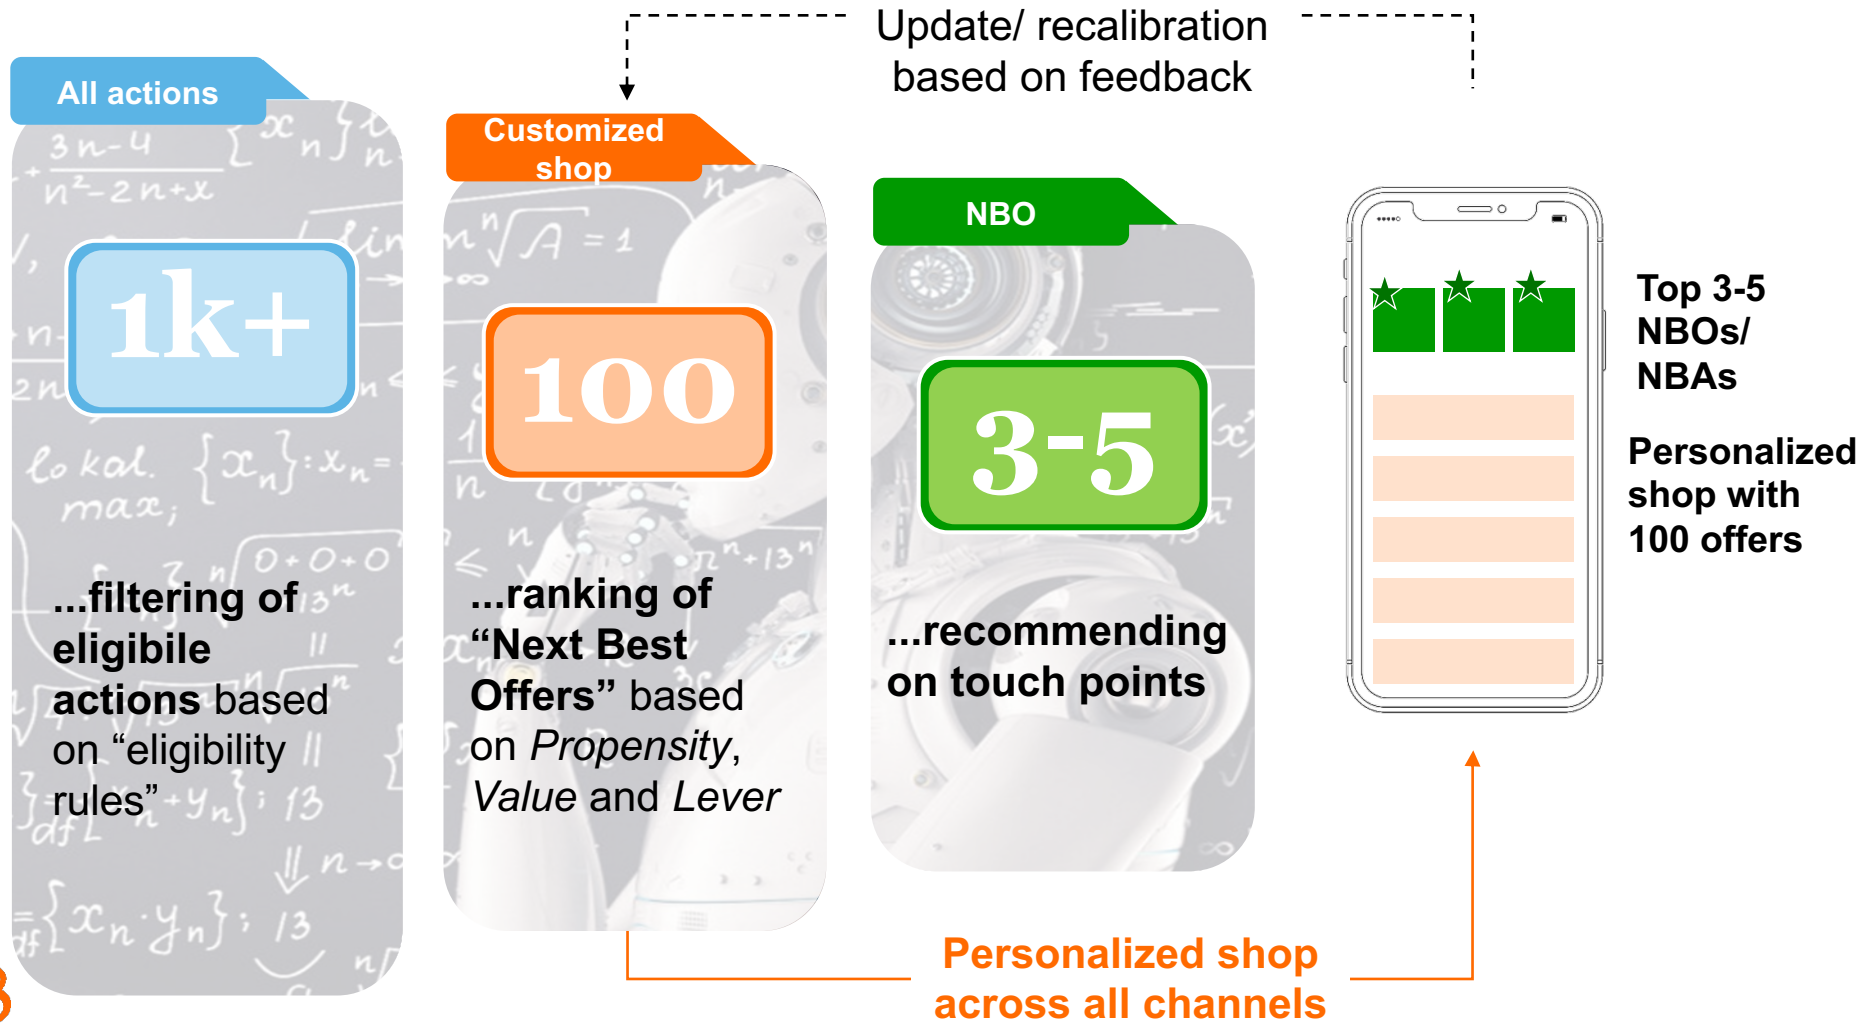 Update/ recalibration
based on feedback
All actions
Customized
shop
NBO
1k+
100
3-5
...filtering of
eligibile
actions based
on “eligibility
rules”
...ranking of
“Next Best
Offers” based
on Propensity,
Value and Lever
...recommending
on touch points
Top 3-5
NBOs/
NBAs
Personalized
shop with
100 offers
Personalized shop
across all channels